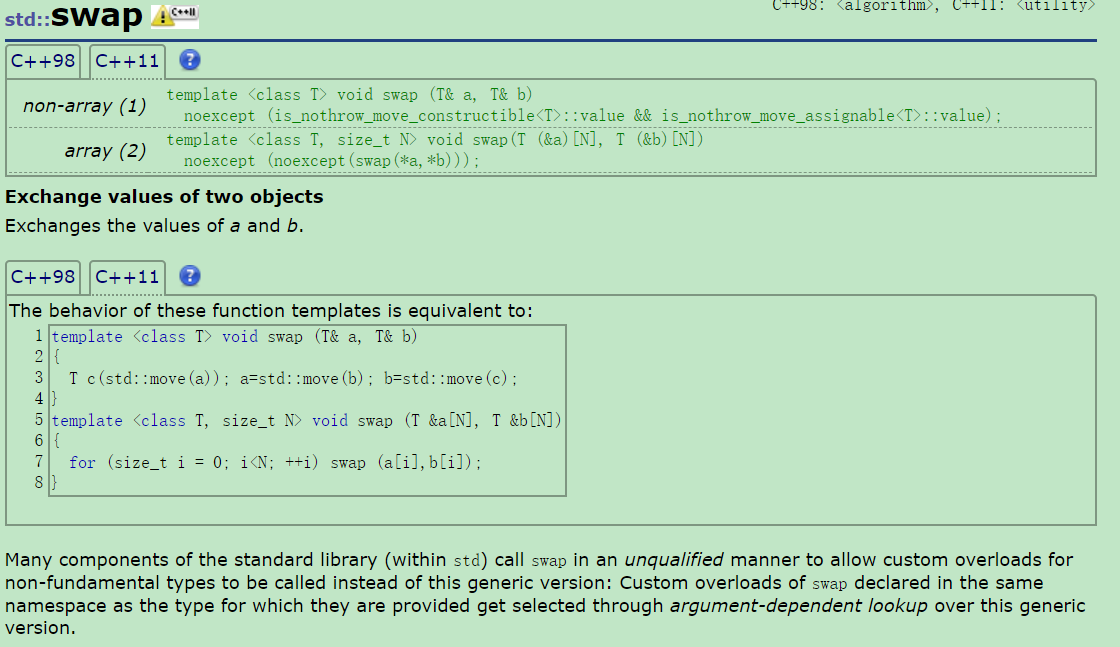 std::swap C++11
C++98: <algorithm>, C++11: <utility>
C++98 C++11 ?
non-array (1) template <class T> void swap (T& a, T& b)
noexcept (is_nothrow_move_constructible<T>::value && is_nothrow_move_assignable<T>::value);
array (2) template <class T, size_t N> void swap(T (&a)[N], T (&b)[N])
noexcept (noexcept(swap(*a,*b)));
Exchange values of two objects
Exchanges the values of a and b.
C++98 C++11 ?
The behavior of these function templates is equivalent to:
1 template <class T> void swap (T& a, T& b)
2 {
3 T c(std::move(a)); a=std::move(b); b=std::move(c);
4 }
5 template <class T, size_t N> void swap (T &a[N], T &b[N])
6 {
7 for (size_t i = 0; i<N; ++i) swap (a[i],b[i]);
8 }
Many components of the standard library (within std) call swap in an unqualified manner to allow custom overloads for
non-fundamental types to be called instead of this generic version: Custom overloads of swap declared in the same
namespace as the type for which they are provided get selected through argument-dependent lookup over this generic
version.